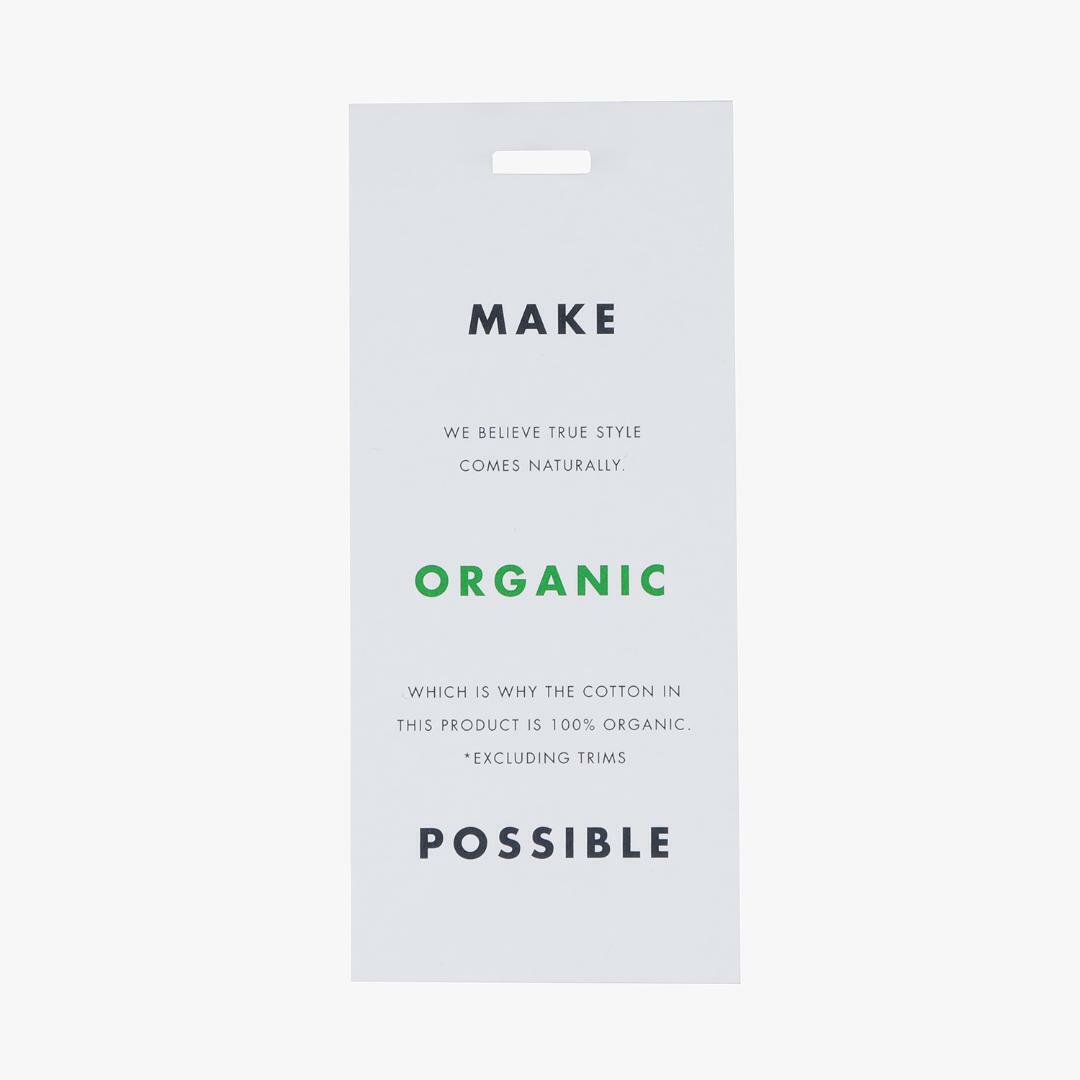 MAKE
WE BELIEVE TRUE STYLE
COMES NATURALLY.
ORGANIC
WHICH IS WHY THE COTTON IN
THIS PRODUCT IS 100% ORGANIC.
*EXCLUDING TRIMS
POSSIBLE